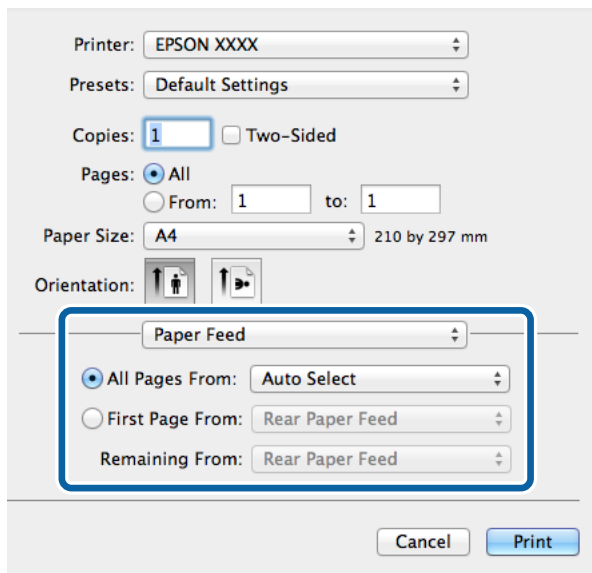 Printer: EPSON XXXX
Presets: Default Settings
Copies: 1 Two-Sided
Pages: All
From: 1 to: 1
Paper Size: A4 210 by 297 mm
Orientation:
Paper Feed
All Pages From: Auto Select
First Page From: Rear Paper Feed
Remaining From: Rear Paper Feed
Cancel Print